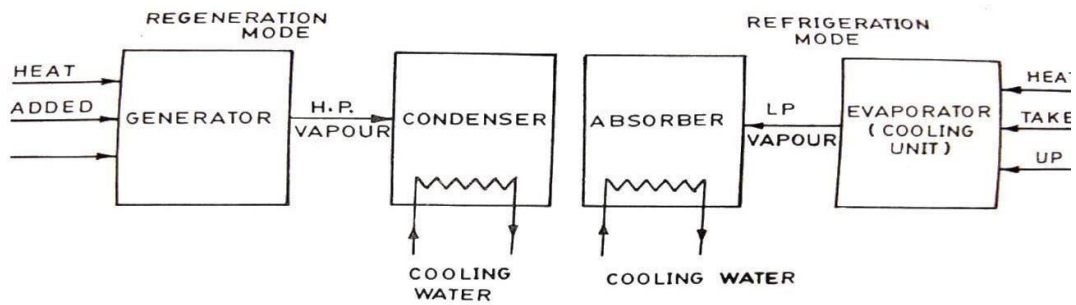 REGENERATION
MODE
HEAT
ADDED
GENERATOR
H.P.
VAPOUR
CONDENSER
COOLING
WATER
REFRIGERATION
MODE
ABSORBER
LP
VAPOUR
EVAPORATOR
( COOLING
UNIT)
HEAT
TAKE
UP
COOLING WATER